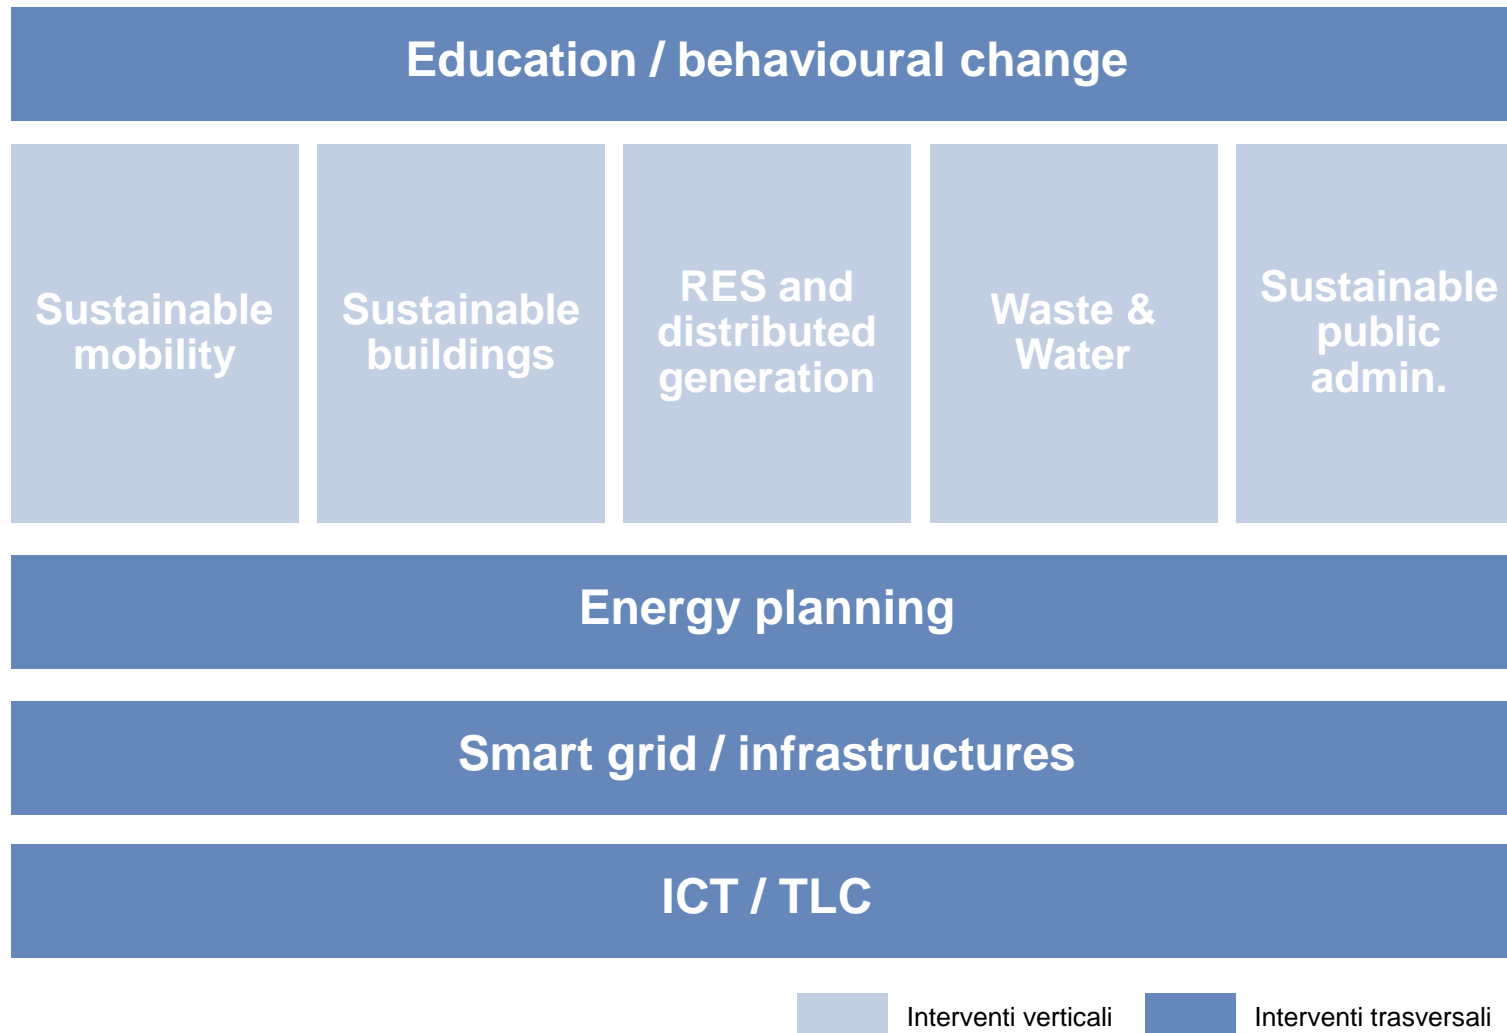 Education / behavioural change
Sustainable
mobility
Sustainable
buildings
RES and
distributed
generation
Waste &
Water
Sustainable
public
admin.
Energy planning
Smart grid / infrastructures
ICT / TLC
Interventi verticali
Interventi trasversali